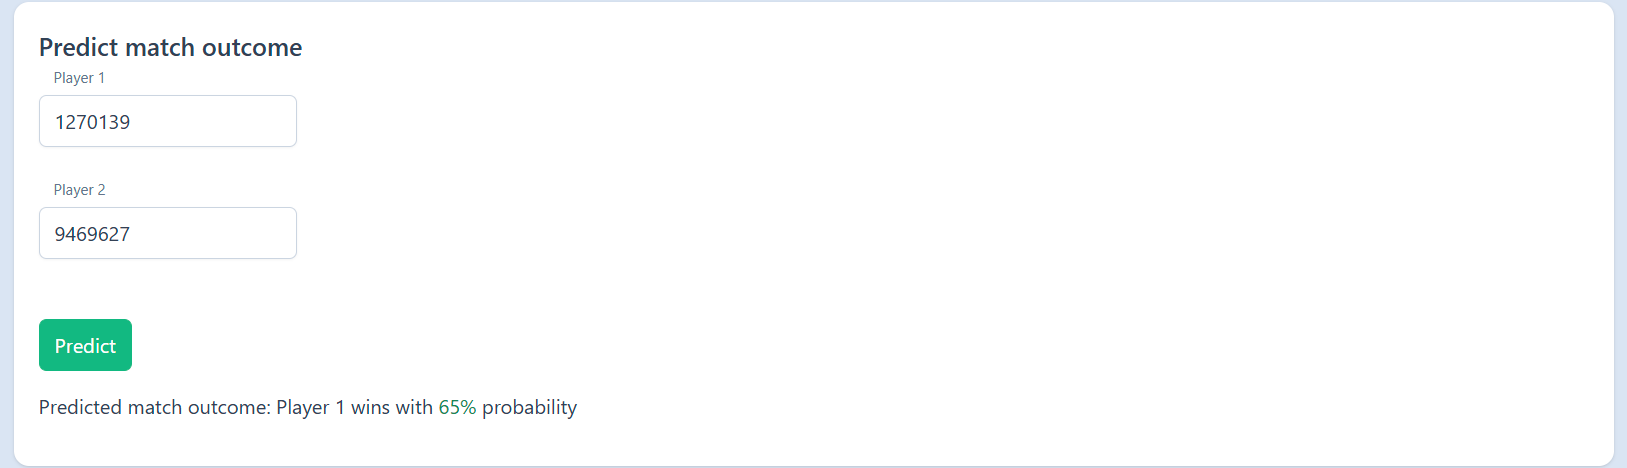 Predict match outcome
Player 1
1270139
Player 2
9469627
Predict
Predicted match outcome: Player 1 wins with 65% probability